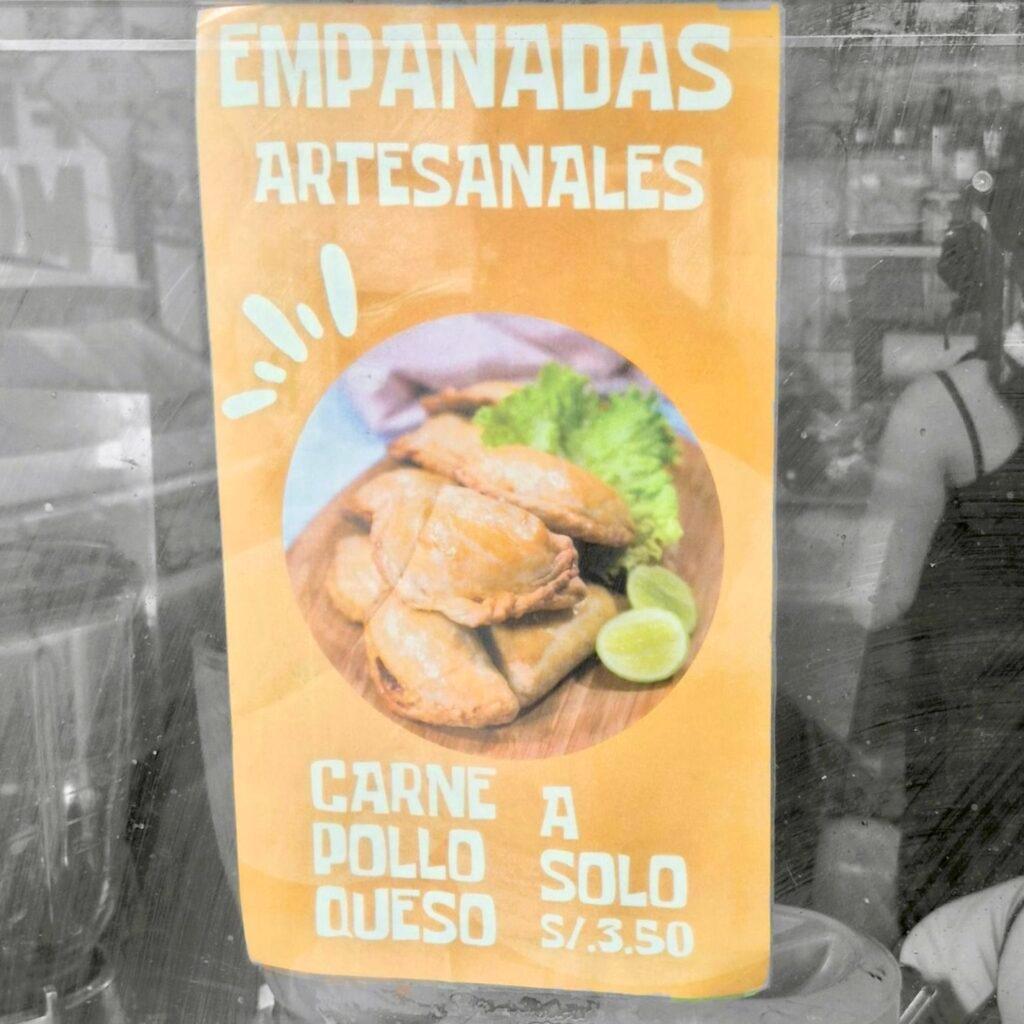 EMPANADAS
ARTESANALES
CARNE
POLLO
QUESO
A
SOLO
S/.3.50